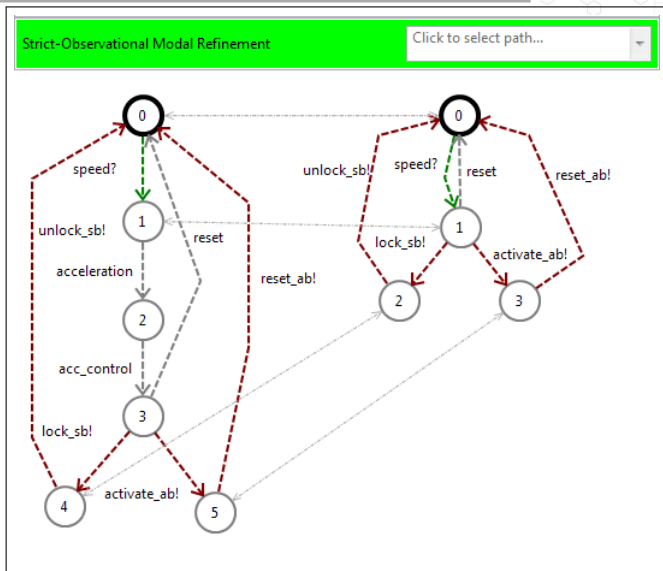 Strict-Observational Modal Refinement
Click to select path...
0
0
speed?
unlock_sb!
speed?
reset
reset_ab!
1
unlock_sb!
reset
1
acceleration
reset_ab!
lock_sb!
activate_ab!
2
2
3
acc_control
3
lock_sb!
activate_ab!
4
5